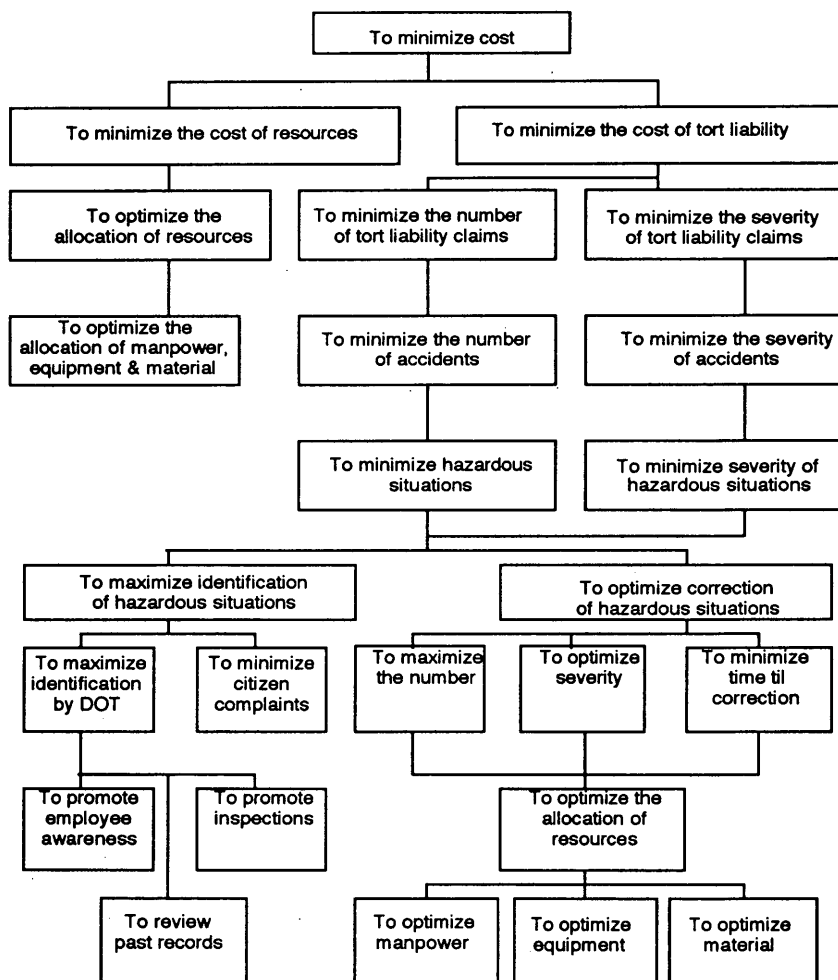 To minimize cost
To minimize the cost of resources
To minimize the cost of tort liability
To optimize the
allocation of resources
To minimize the number
of tort liability claims
To minimize the severity
of tort liability claims
To optimize the
allocation of manpower,
equipment & material
To minimize the number
of accidents
To minimize the severity
of accidents
To minimize hazardous
situations
To minimize severity of
hazardous situations
To maximize identification
of hazardous situations
To optimize correction
of hazardous situations
To maximize
identification
by DOT
To minimize
citizen
complaints
To maximize
the number
To optimize
severity
To minimize
time til
correction
To promote
employee
awareness
To promote
inspections
To optimize the
allocation of
resources
To review
past records
To optimize
manpower
To optimize
equipment
To optimize
material